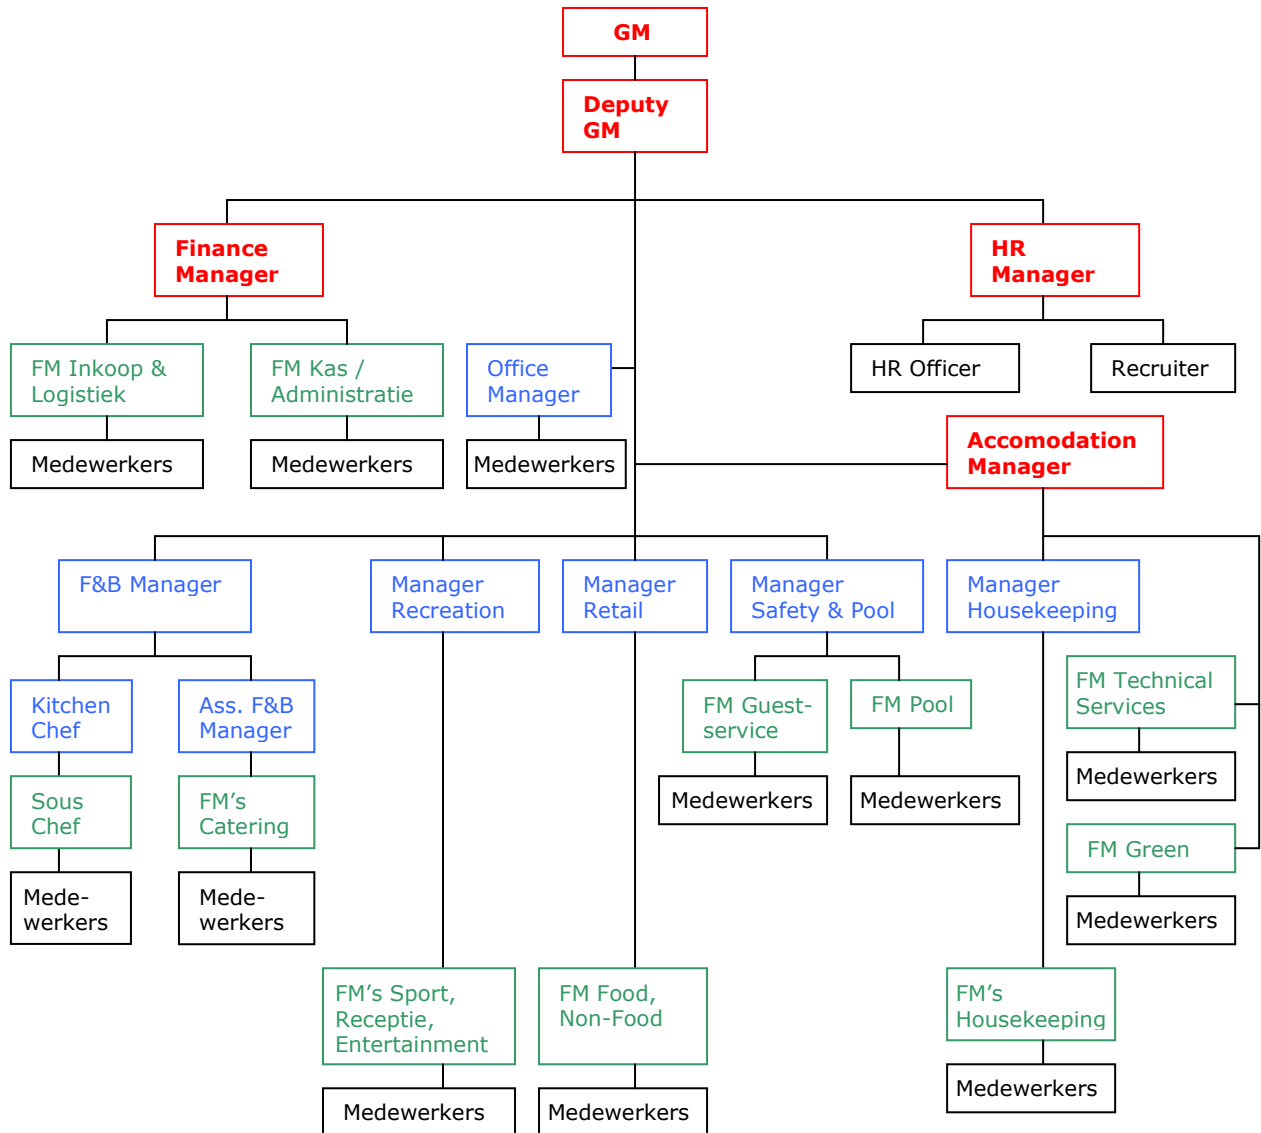 GM
Deputy
GM
Finance
Manager
HR
Manager
FM Inkoop &
Logistiek
FM Kas /
Administratie
Office
Manager
HR Officer
Recruiter
Medewerkers
Medewerkers
Medewerkers
Accomodation
Manager
F&B Manager
Manager
Recreation
Manager
Retail
Manager
Safety & Pool
Manager
Housekeeping
Kitchen
Chef
Ass. F&B
Manager
FM Guest-
service
FM Pool
FM Technical
Services
Medewerkers
Medewerkers
Medewerkers
Sous
Chef
FM's
Catering
FM Green
Mede-
werkers
Mede-
werkers
Medewerkers
FM's Sport,
Receptie,
Entertainment
FM Food,
Non-Food
FM's
Housekeeping
Medewerkers
Medewerkers
Medewerkers